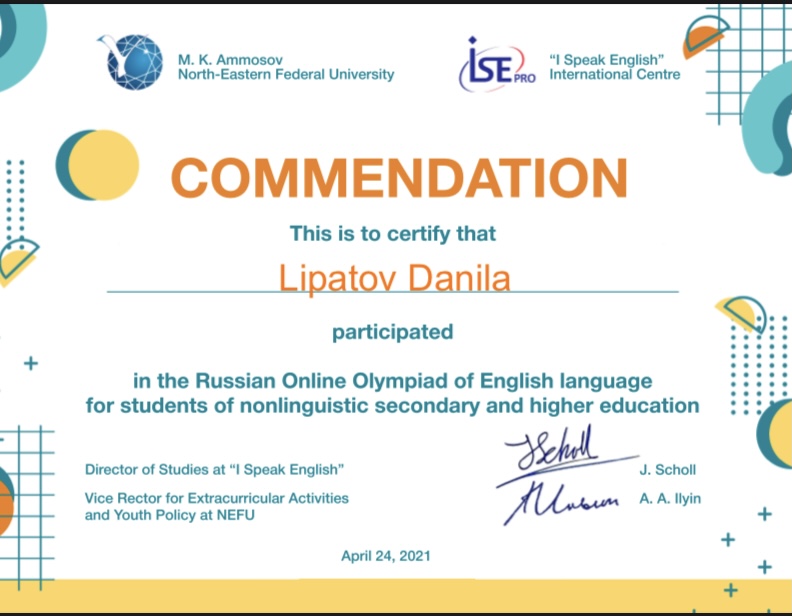 M. K. Ammosov
North-Eastern Federal University
iSE PRO
“I Speak English”
International Centre
COMMENDATION
This is to certify that
Lipatov Danila
participated
in the Russian Online Olympiad of English language
for students of nonlinguistic secondary and higher education
Director of Studies at “I Speak English”
JScholl
J. Scholl
Vice Rector for Extracurricular Activities
and Youth Policy at NEFU
A. A. Ilyin
April 24, 2021